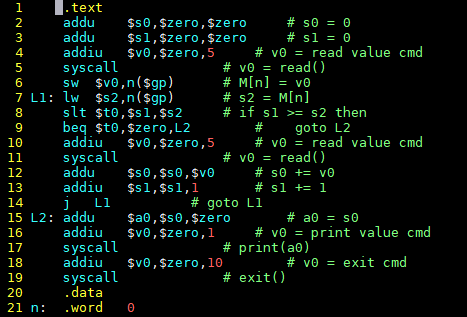 1 .text
2 addu $s0,$zero,$zero # s0 = 0
3 addu $s1,$zero,$zero # s1 = 0
4 addiu $v0,$zero,5 # v0 = read value cmd
5 syscall # v0 = read()
6 sw $v0,n($gp) # M[n] = v0
7 L1: lw $s2,n($gp) # s2 = M[n]
8 slt $t0,$s1,$s2 # if s1 >= s2 then
9 beq $t0,$zero,L2 # goto L2
10 addiu $v0,$zero,5 # v0 = read value cmd
11 syscall # v0 = read()
12 addu $s0,$s0,$v0 # s0 += v0
13 addiu $s1,$s1,1 # s1 += 1
14 j L1 # goto L1
15 L2: addu $a0,$s0,$zero # a0 = s0
16 addiu $v0,$zero,1 # v0 = print value cmd
17 syscall # print(a0)
18 addiu $v0,$zero,10 # v0 = exit cmd
19 syscall # exit()
20 .data
21 n: .word 0